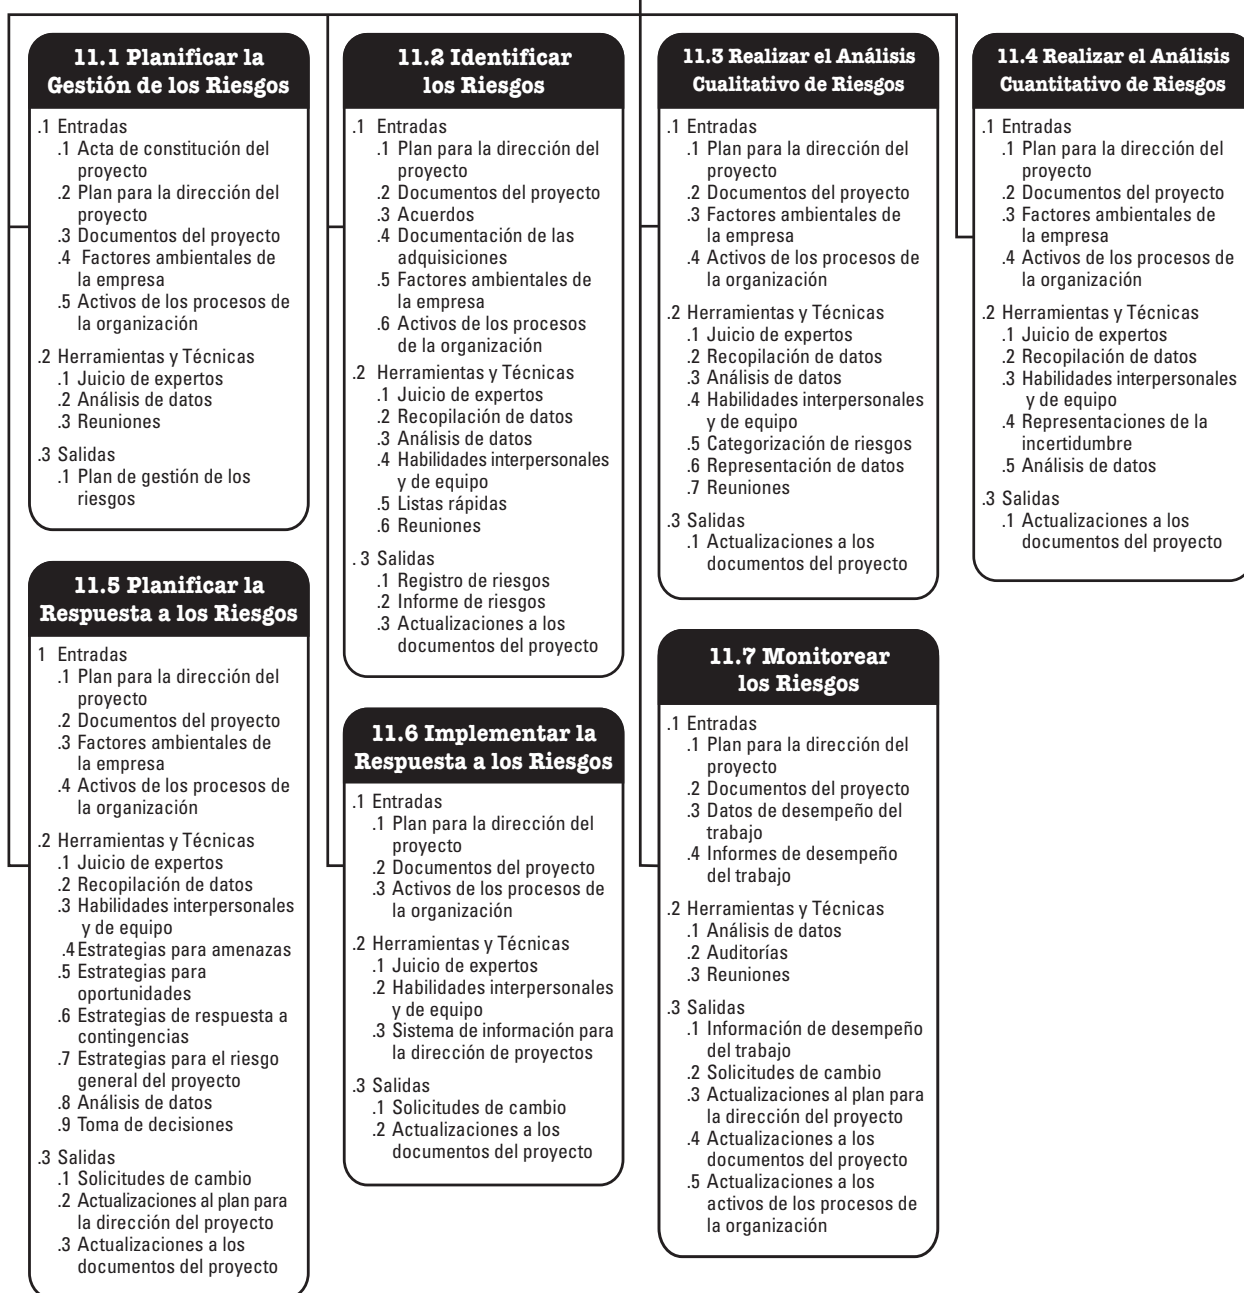 11.1 Planificar la
Gestión de los Riesgos
.1 Entradas
.1 Acta de constitución del
proyecto
.2 Plan para la dirección del
proyecto
.3 Documentos del proyecto
.4 Factores ambientales de
la empresa
.5 Activos de los procesos de
la organización
.2 Herramientas y Técnicas
.1 Juicio de expertos
.2 Análisis de datos
.3 Reuniones
.3 Salidas
.1 Plan de gestión de los
riesgos
11.2 Identificar
los Riesgos
.1 Entradas
.1 Plan para la dirección del
proyecto
.2 Documentos del proyecto
.3 Acuerdos
.4 Documentación de las
adquisiciones
.5 Factores ambientales de
la empresa
.6 Activos de los procesos
de la organización
.2 Herramientas y Técnicas
.1 Juicio de expertos
.2 Recopilación de datos
.3 Análisis de datos
.4 Habilidades interpersonales
y de equipo
.5 Listas rápidas
.6 Reuniones
. 3 Salidas
.1 Registro de riesgos
.2 Informe de riesgos
.3 Actualizaciones a los
documentos del proyecto
11.3 Realizar el Análisis
Cualitativo de Riesgos
.1 Entradas
.1 Plan para la dirección del
proyecto
.2 Documentos del proyecto
.3 Factores ambientales de
la empresa
.4 Activos de los procesos de
la organización
.2 Herramientas y Técnicas
.1 Juicio de expertos
.2 Recopilación de datos
.3 Análisis de datos
.4 Habilidades interpersonales
y de equipo
.5 Categorización de riesgos
.6 Representación de datos
.7 Reuniones
.3 Salidas
.1 Actualizaciones a los
documentos del proyecto
11.4 Realizar el Análisis
Cuantitativo de Riesgos
.1 Entradas
.1 Plan para la dirección del
proyecto
.2 Documentos del proyecto
.3 Factores ambientales de
la empresa
.4 Activos de los procesos de
la organización
.2 Herramientas y Técnicas
.1 Juicio de expertos
.2 Recopilación de datos
.3 Habilidades interpersonales
y de equipo
.4 Representaciones de la
incertidumbre
.5 Análisis de datos
.3 Salidas
.1 Actualizaciones a los
documentos del proyecto
11.5 Planificar la
Respuesta a los Riesgos
1 Entradas
.1 Plan para la dirección del
proyecto
.2 Documentos del proyecto
.3 Factores ambientales de
la empresa
.4 Activos de los procesos de
la organización
.2 Herramientas y Técnicas
.1 Juicio de expertos
.2 Recopilación de datos
.3 Habilidades interpersonales
y de equipo
.4 Estrategias para amenazas
.5 Estrategias para
oportunidades
.6 Estrategias de respuesta a
contingencias
.7 Estrategias para el riesgo
general del proyecto
.8 Análisis de datos
.9 Toma de decisiones
.3 Salidas
.1 Solicitudes de cambio
.2 Actualizaciones al plan para
la dirección del proyecto
.3 Actualizaciones a los
documentos del proyecto
11.6 Implementar la
Respuesta a los Riesgos
.1 Entradas
.1 Plan para la dirección del
proyecto
.2 Documentos del proyecto
.3 Activos de los procesos de
la organización
.2 Herramientas y Técnicas
.1 Juicio de expertos
.2 Habilidades interpersonales
y de equipo
.3 Sistema de información para
la dirección de proyectos
.3 Salidas
.1 Solicitudes de cambio
.2 Actualizaciones a los
documentos del proyecto
11.7 Monitorear
los Riesgos
.1 Entradas
.1 Plan para la dirección del
proyecto
.2 Documentos del proyecto
.3 Datos de desempeño del
trabajo
.4 Informes de desempeño
del trabajo
.2 Herramientas y Técnicas
.1 Análisis de datos
.2 Auditorías
.3 Reuniones
.3 Salidas
.1 Información de desempeño
del trabajo
.2 Solicitudes de cambio
.3 Actualizaciones al plan para
la dirección del proyecto
.4 Actualizaciones a los
documentos del proyecto
.5 Actualizaciones a los
activos de los procesos de
la organización